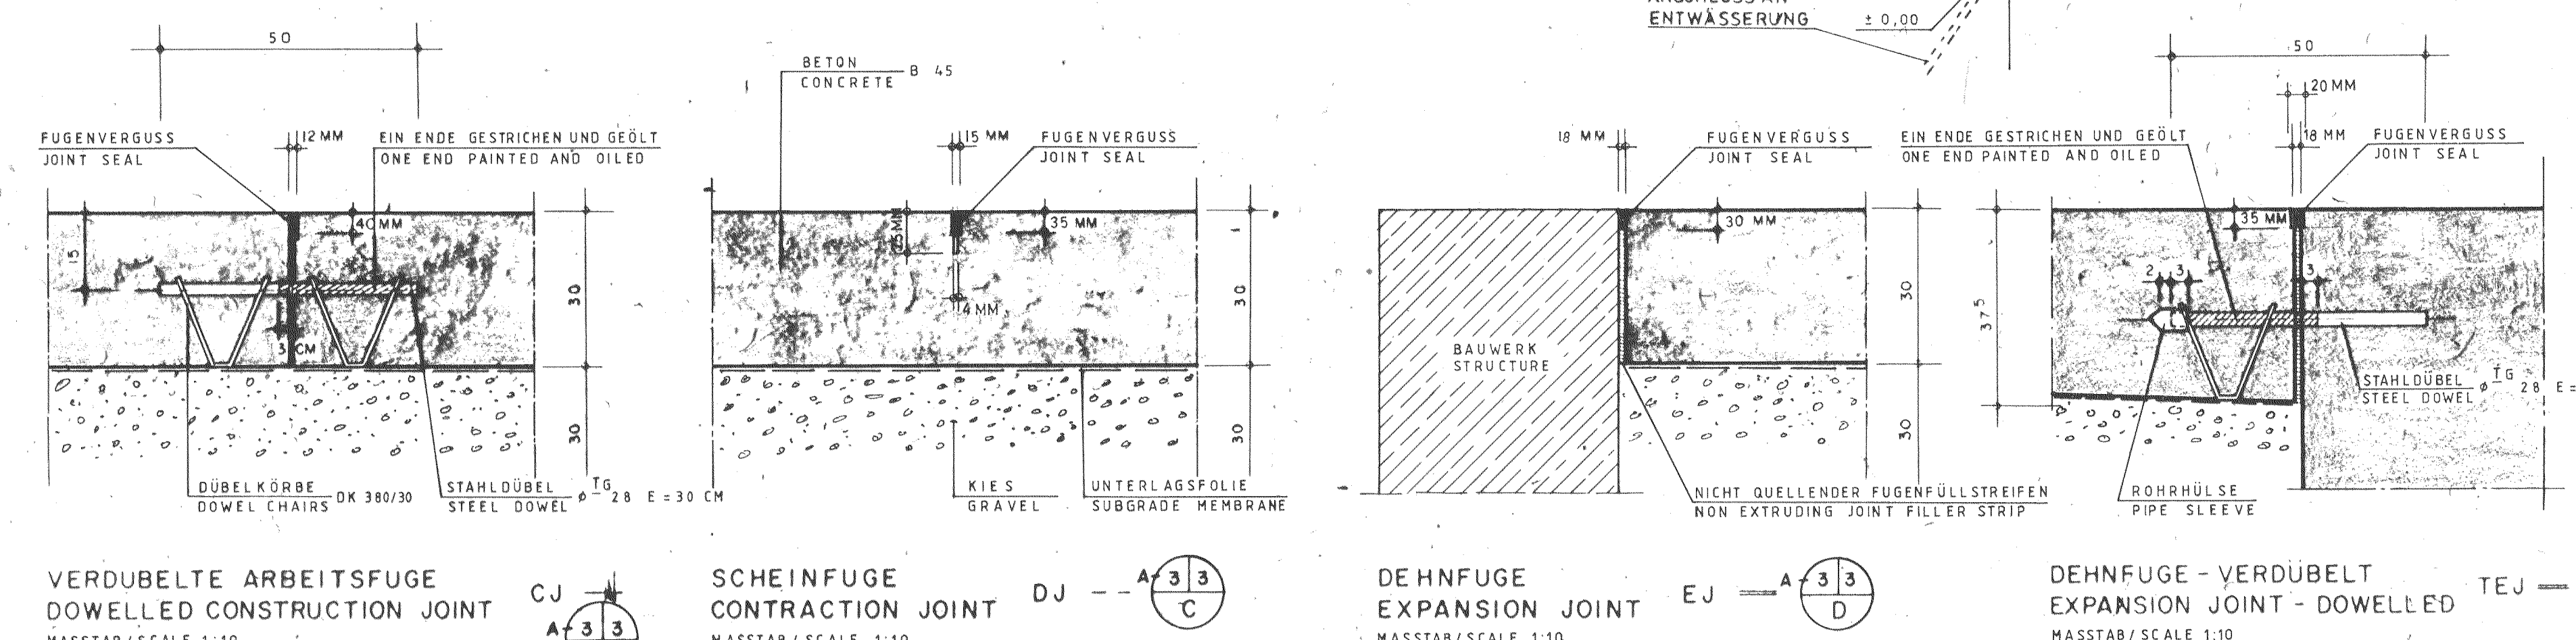 ENTWÄSSERUNG
± 0,00
50
FUGENVERGUSS
JOINT SEAL
12 MM
EIN ENDE GESTRICHEN UND GEÖLT
ONE END PAINTED AND OILED
40 MM
15
3 CM
30
30
DÜBELKÖRBE
DOWEL CHAIRS
DK 380/30
STAHLDÜBEL
STEEL DOWEL
ø TG 28 E = 30 CM
VERDUBELTE ARBEITSFUGE
DOWELLED CONSTRUCTION JOINT
MASSTAB/SCALE 1:10
CJ
A-3 3
BETON
CONCRETE
B 45
15 MM
FUGENVERGUSS
JOINT SEAL
35 MM
4 MM
30
30
KIES
GRAVEL
UNTERLAGSFOLIE
SUBGRADE MEMBRANE
SCHEINFUGE
CONTRACTION JOINT
MASSTAB/SCALE 1:10
DJ
A-3 3
C
18 MM
FUGENVERGUSS
JOINT SEAL
30 MM
BAUWERK
STRUCTURE
30
30
NICHT QUELLENDER FUGENFÜLLSTREIFEN
NON EXTRUDING JOINT FILLER STRIP
DEHNFUGE
EXPANSION JOINT
MASSTAB/SCALE 1:10
EJ
A-3 3
D
50
20 MM
18 MM
EIN ENDE GESTRICHEN UND GEÖLT
ONE END PAINTED AND OILED
FUGENVERGUSS
JOINT SEAL
35 MM
2 3
3
37 5
STAHLDÜBEL
STEEL DOWEL
ø TG 28 E =
ROHRHÜLSE
PIPE SLEEVE
DEHNFUGE - VERDÜBELT
EXPANSION JOINT - DOWELLED
MASSTAB/SCALE 1:10
TEJ